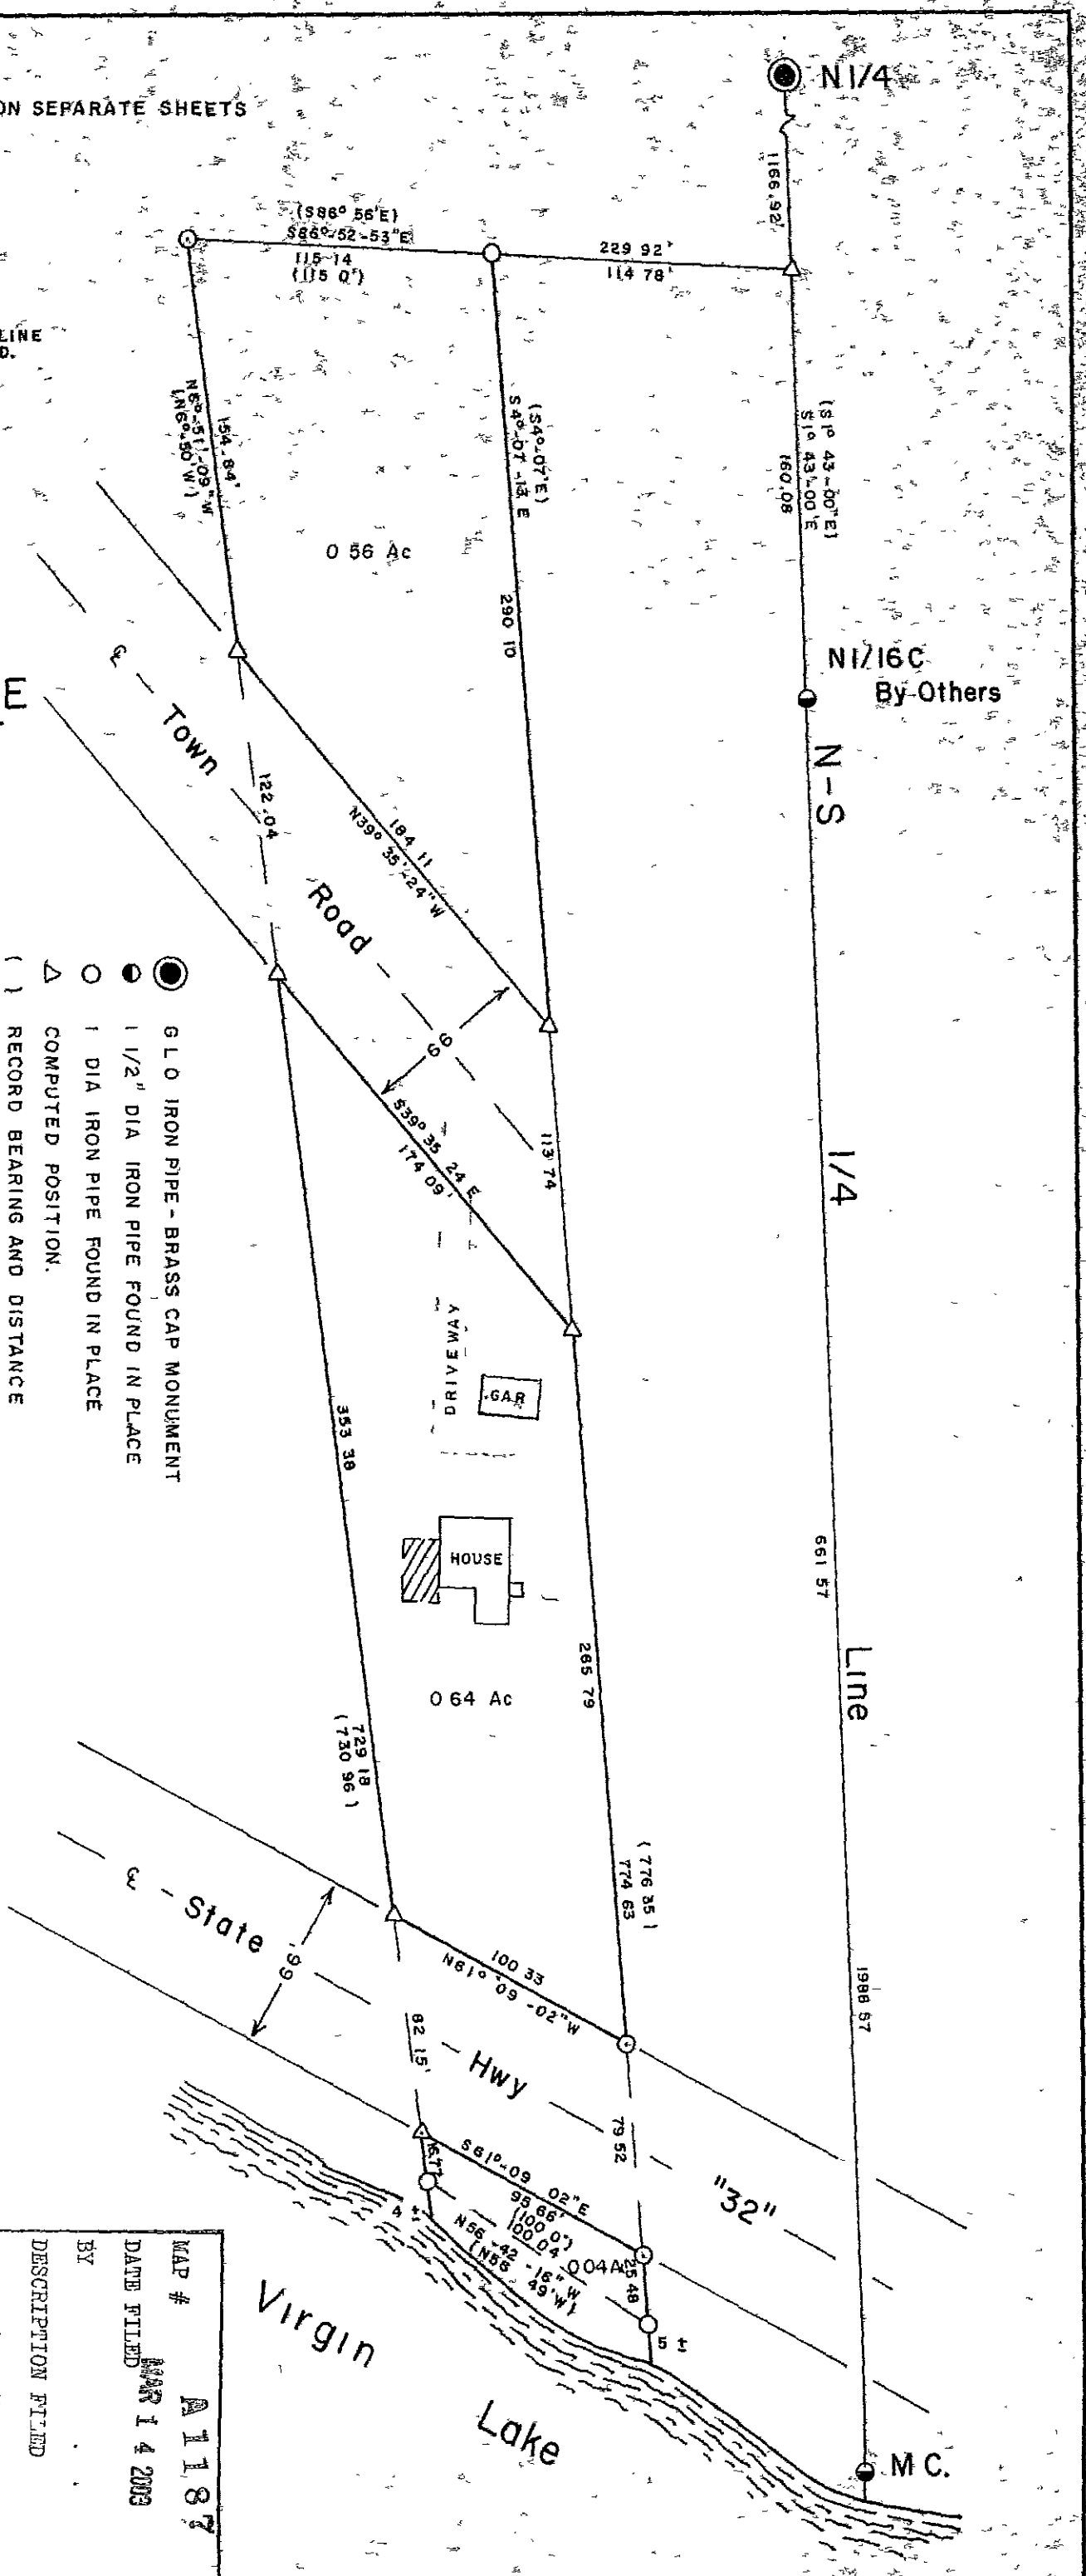 ON SEPARATE SHEETS
N 1/4
1166.92'
(S86° 56'E)
S86°-52-53"E
115 14
(115 0')
229 92'
114 78'
LINE
D.
154.84'
N6°-51'-09"W
(N6°-50'W)
(S4°-07'E)
S4°-07'-13 E
290 10
(S1° 43-00"E)
S1° 43'-00"E
160.08
0 56 Ac
N1/16C
By Others
N-S
1/4
Line
661 57
1988 57
E
℄ - Town Road
122.04
184 11
N39° 35'-24"W
66
S39° 35 24 E
174 09'
113 74
DRIVEWAY
GAR
HOUSE
353 38
265 79
0 64 Ac
729 18
(730 96)
(776 35)
774 63
℄ - State Hwy "32"
99'
100 33
N61° 09'-02"W
82 15'
79 52
16.77
S61°-09 02"E
95 66'
(100 0')
100 04
N56-42-16"W
(N56 49'W)
0 04 A
25 48
4 ±
5 ±
Virgin
Lake
M C.
G L O IRON PIPE - BRASS CAP MONUMENT
1 1/2" DIA IRON PIPE FOUND IN PLACE
1 DIA IRON PIPE FOUND IN PLACE
COMPUTED POSITION.
( ) RECORD BEARING AND DISTANCE
MAP # A1187
DATE FILED MAR 14 2003
BY
DESCRIPTION FILED